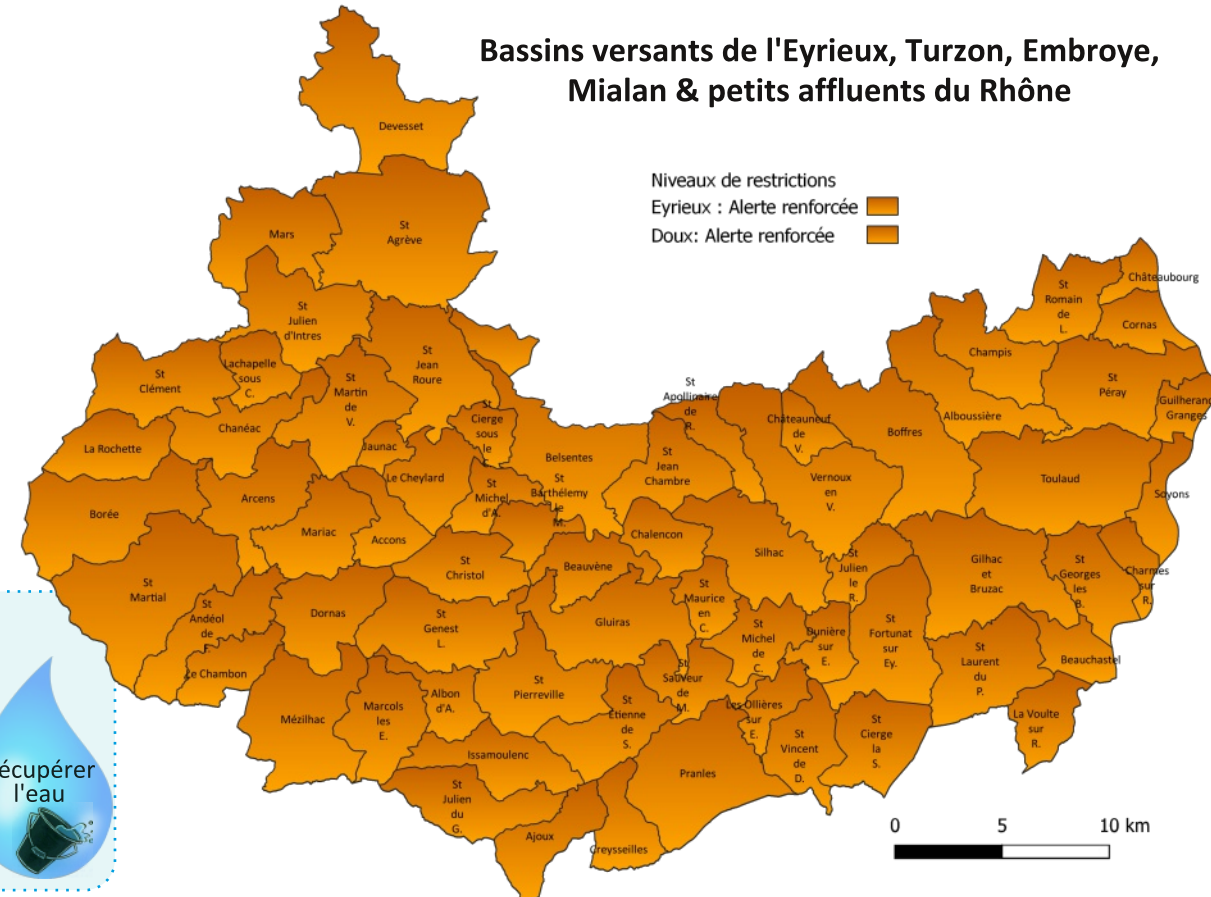 Bassins versants de l'Eyrieux, Turzon, Embroye,
Mialan & petits affluents du Rhône
Niveaux de restrictions
Eyrieux : Alerte renforcée
Doux: Alerte renforcée
Devesset
St
Agrève
Mars
St
Julien
d'Intres
St
Clément
Lachapelle
sous
C.
St
Martin
de
V.
St
Jean
Roure
St
Cierge
sous
le
Chanéac
Jaunac
La Rochette
Le Cheylard
Belsentes
St
Apollinaire
de
R.
Châteauneuf
de
V.
Boffres
Alboussière
Champis
St
Romain
de
L.
Châteaubourg
Cornas
St
Péray
Guilherand
Granges
Toulaud
Soyons
Borée
Arcens
Mariac
Accons
St
Michel
d'A.
St
Barthélemy
le
M.
St
Jean
Chambre
Vernoux
en
V.
Chalencon
Silhac
St
Julien
le
R.
Gilhac
et
Bruzac
St
Georges
les
B.
Charmes
sur
R.
St
Martial
St
Andéol
de
F.
Le Chambon
Dornas
St
Christol
St
Genest
L.
Beauvène
Gluiras
St
Maurice
en
C.
St
Michel
de
C.
Dunière
sur
E.
St
Fortunat
sur
Ey.
St
Laurent
du
P.
Beauchastel
La Voulte
sur
R.
Mézilhac
Marcols
les
E.
Albon
d'A.
St
Pierreville
St
Étienne
de
S.
St
Sauveur
de
M.
Les Ollières
sur
E.
St
Vincent
de
D.
St
Cierge
la
S.
Issamoulenc
St
Julien
du
G.
Ajoux
Creysseilles
Pranles
écupérer
l'eau
0 5 10 km